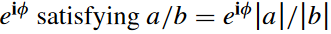 e^{iϕ} satisfying a/b = e^{iϕ}|a|/|b|